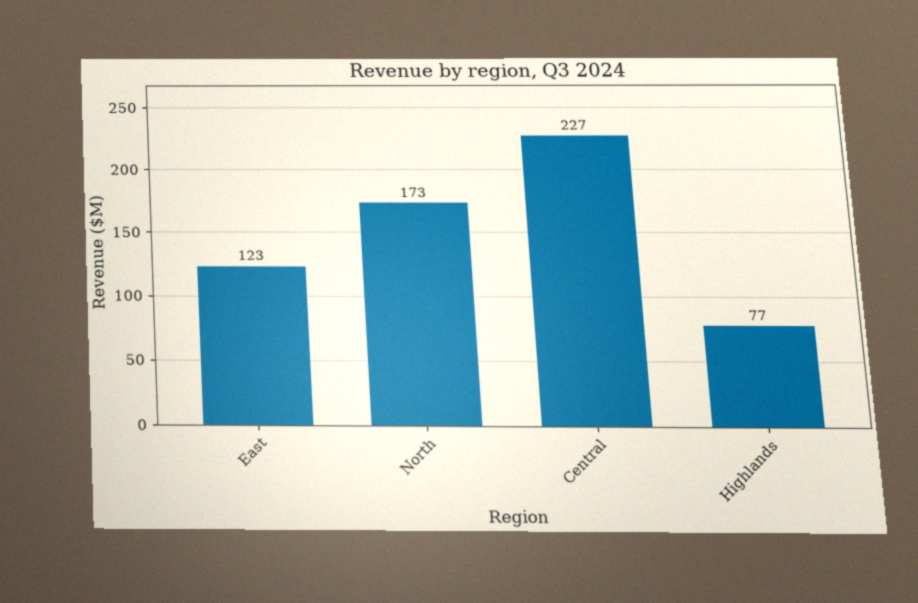 Revenue by region, Q3 2024
Revenue ($M)
250
200
150
100
50
0
123
173
227
77
East
North
Central
Highlands
Region